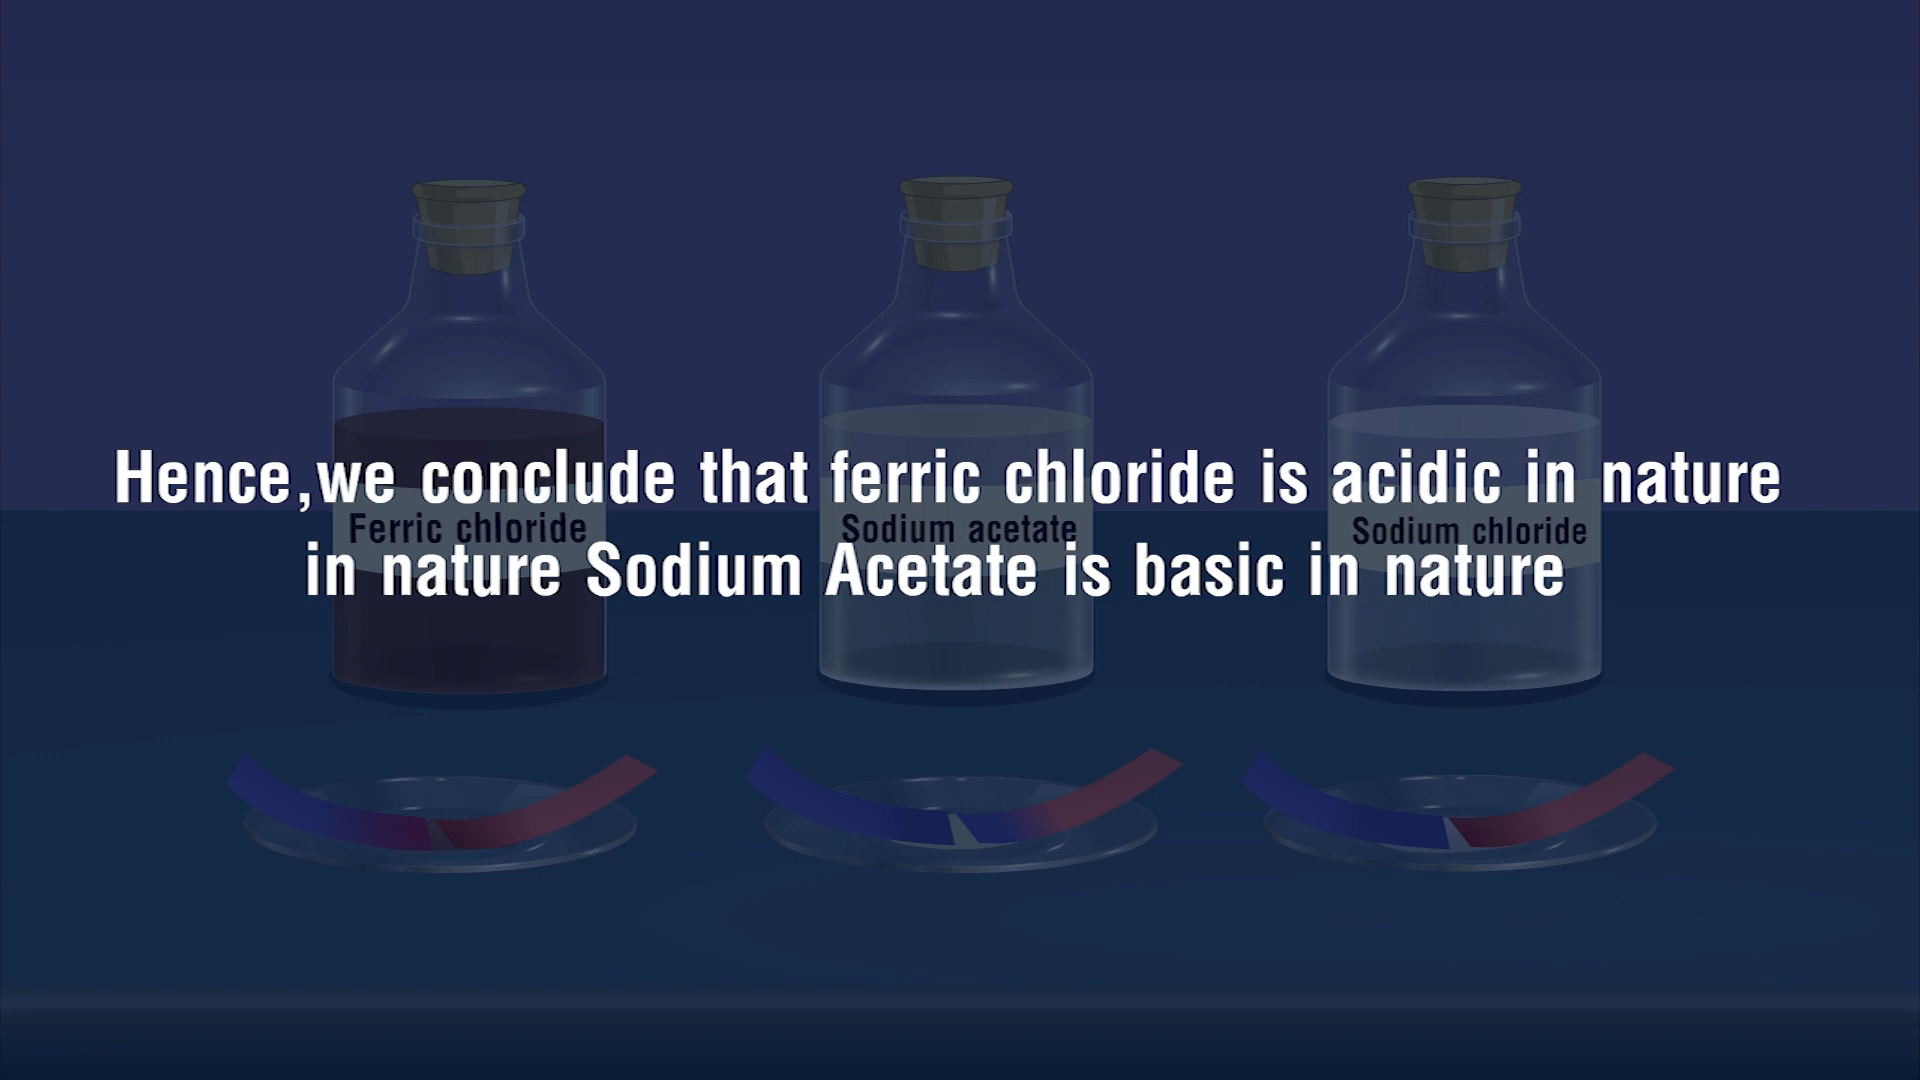 Hence,we conclude that ferric chloride is acidic in nature
Ferric chloride
Sodium acetate
Sodium chloride
in nature Sodium Acetate is basic in nature